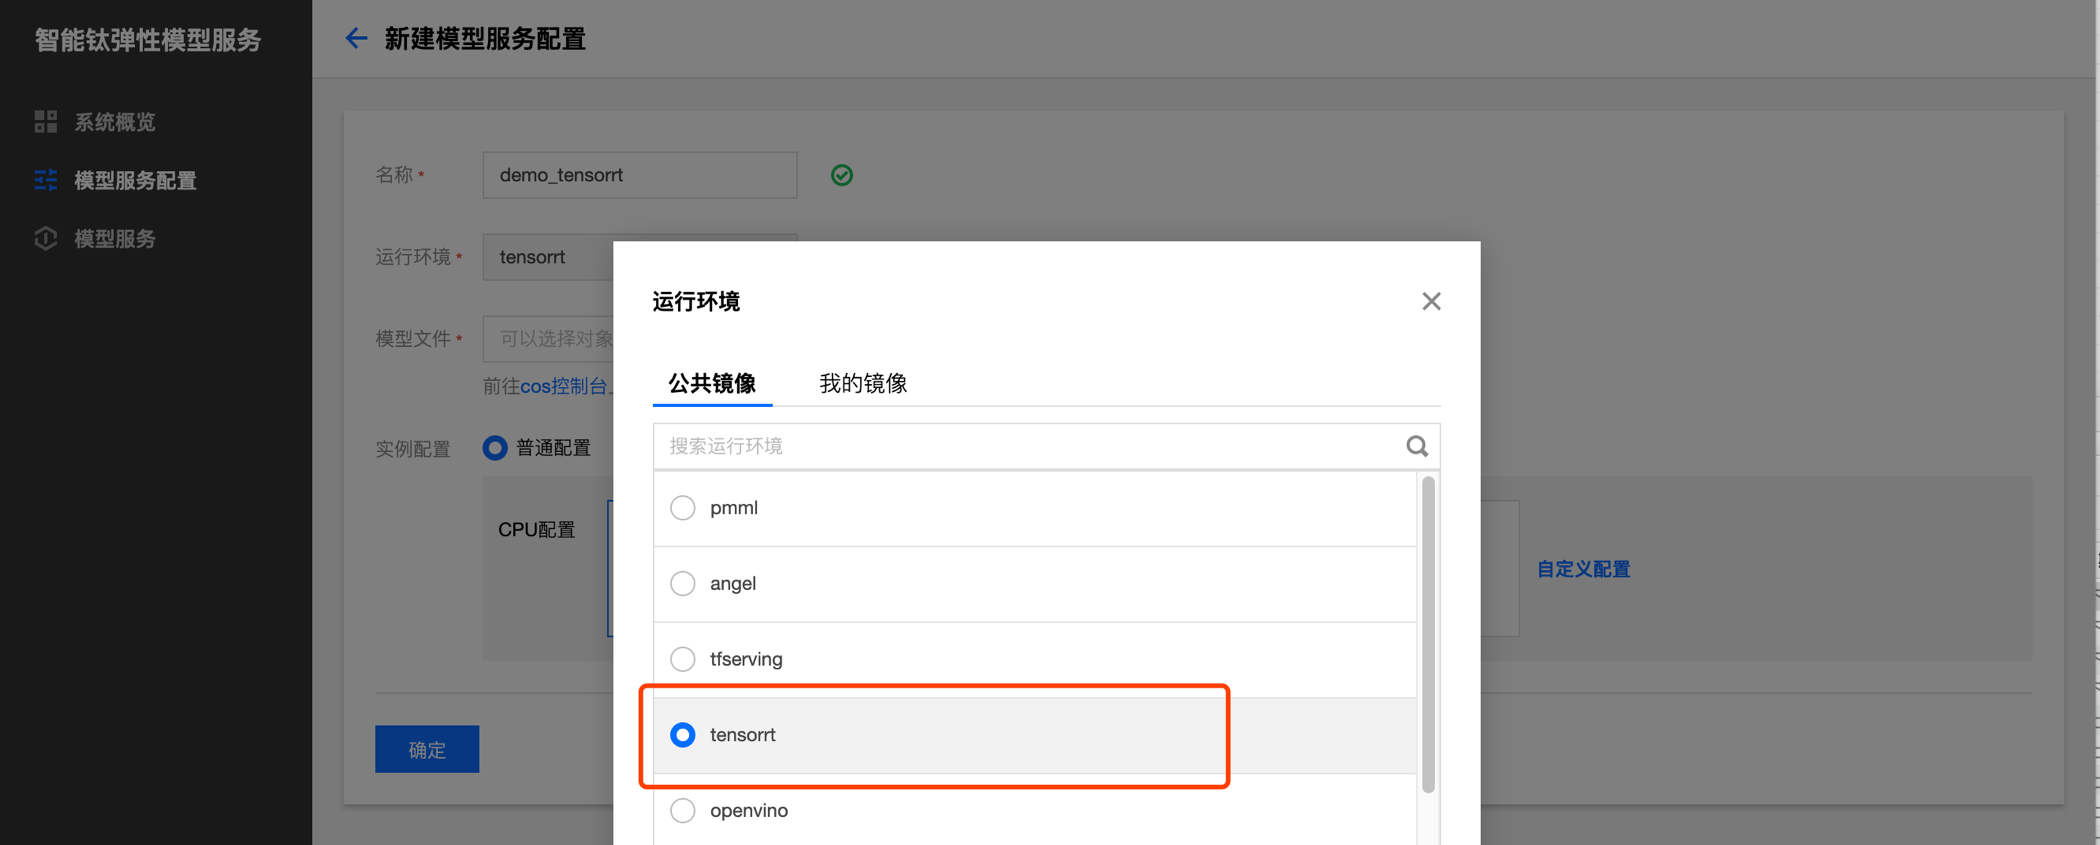 智能钛弹性模型服务
系统概览
模型服务配置
模型服务
新建模型服务配置
名称*
demo_tensorrt
运行环境*
tensorrt
模型文件*
可以选择对象
前往cos控制台
实例配置
普通配置
CPU配置
自定义配置
确定
运行环境
公共镜像
我的镜像
搜索运行环境
pmml
angel
tfserving
tensorrt
openvino